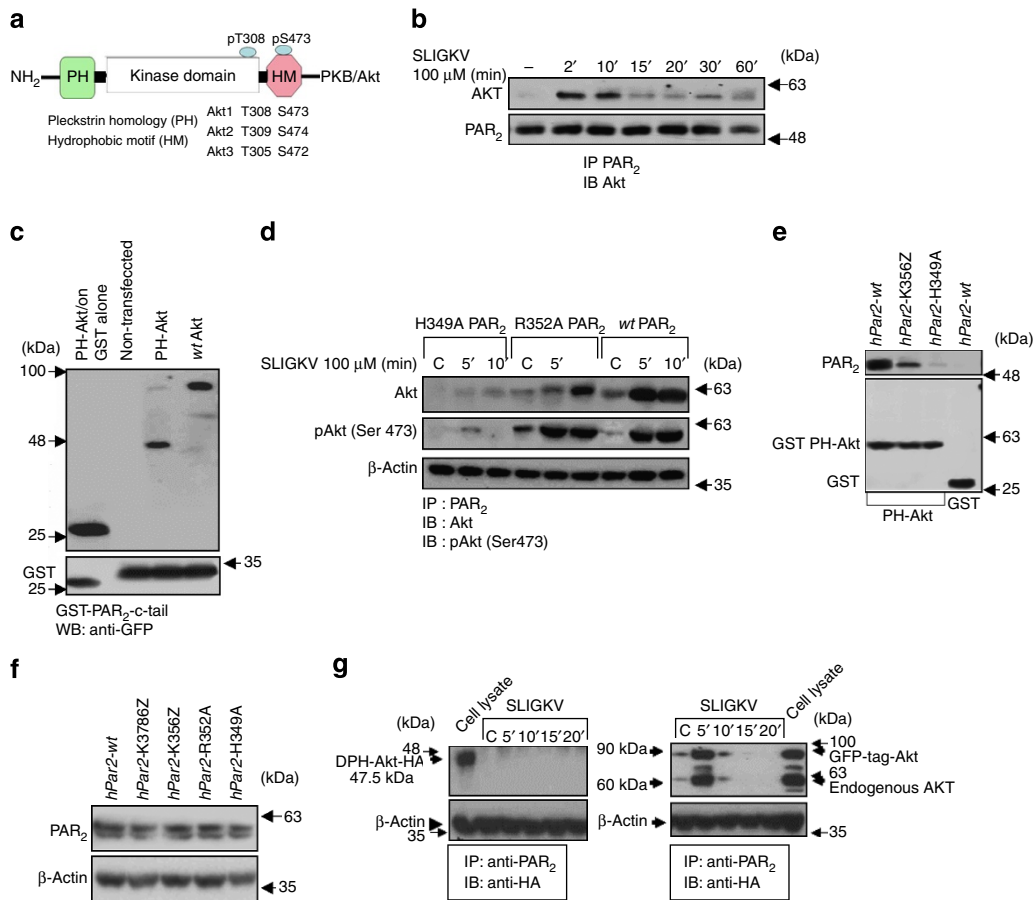 a
pT308 pS473
NH2 PH Kinase domain HM PKB/Akt
Pleckstrin homology (PH)
Hydrophobic motif (HM)
Akt1 T308 S473
Akt2 T309 S474
Akt3 T305 S472
b
SLIGKV
100 μM (min)
– 2′ 10′ 15′ 20′ 30′ 60′ (kDa)
AKT 63
PAR2 48
IP PAR2
IB Akt
c
PH-Akt/on
GST alone
Non-transfeccted
PH-Akt
wt Akt
(kDa)
100
48
25
GST 35
25
GST-PAR2-c-tail
WB: anti-GFP
d
H349A PAR2 R352A PAR2 wt PAR2
SLIGKV 100 μM (min) C 5′ 10′ C 5′ C 5′ 10′ (kDa)
Akt 63
pAkt (Ser 473) 63
β-Actin 35
IP : PAR2
IB : Akt
IB : pAkt (Ser473)
e
hPar2-wt
hPar2-K356Z
hPar2-H349A
hPar2-wt
(kDa)
PAR2 48
GST PH-Akt 63
GST 25
PH-Akt GST
f
hPar2-wt
hPar2-K3786Z
hPar2-K356Z
hPar2-R352A
hPar2-H349A
(kDa)
PAR2 63
β-Actin 35
g
Cell lysate
SLIGKV
(kDa) C 5′ 10′ 15′ 20′
48
DPH-Akt-HA
47.5 kDa
β-Actin
35
IP: anti-PAR2
IB: anti-HA
SLIGKV
Cell lysate
C 5′ 10′ 15′ 20′ (kDa)
90 kDa 100
GFP-tag-Akt
60 kDa 63
Endogenous AKT
β-Actin 35
IP: anti-PAR2
IB: anti-HA